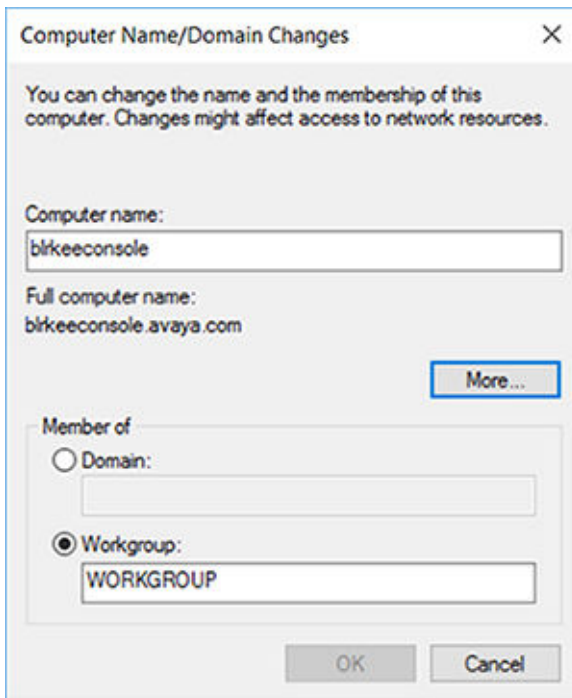 Computer Name/Domain Changes
You can change the name and the membership of this
computer. Changes might affect access to network resources.
Computer name:
blrkeeconsole
Full computer name:
blrkeeconsole.avaya.com
More...
Member of
Domain:
Workgroup:
WORKGROUP
OK
Cancel